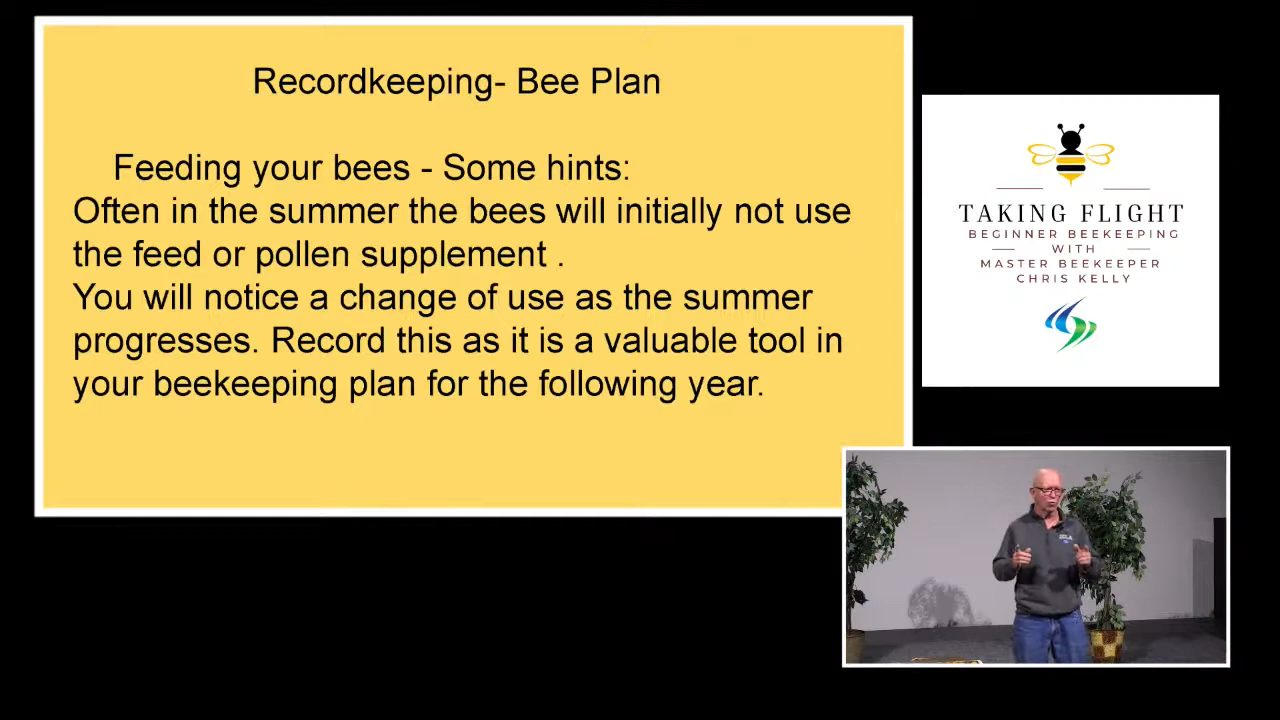 Recordkeeping- Bee Plan
Feeding your bees - Some hints:
Often in the summer the bees will initially not use
the feed or pollen supplement .
You will notice a change of use as the summer
progresses. Record this as it is a valuable tool in
your beekeeping plan for the following year.
TAKING FLIGHT
BEGINNER BEEKEEPING
WITH
MASTER BEEKEEPER
CHRIS KELLY